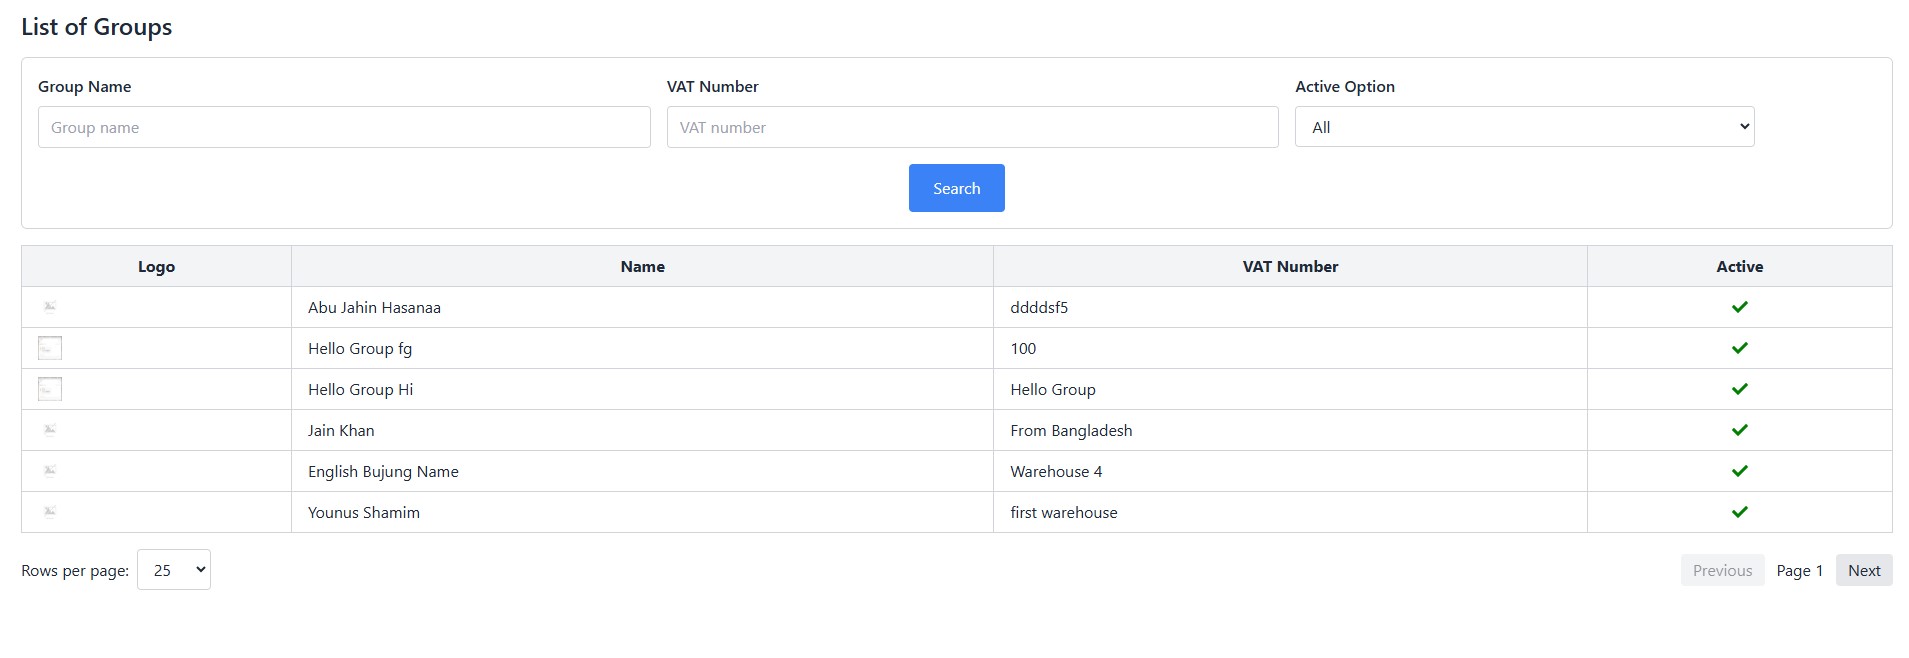 List of Groups
Group Name VAT Number Active Option
Group name VAT number All
Search
Logo Name VAT Number Active
Abu Jahin Hasanaa ddddsf5
Hello Group fg 100
Hello Group Hi Hello Group
Jain Khan From Bangladesh
English Bujung Name Warehouse 4
Younus Shamim first warehouse
Rows per page: 25 Previous Page 1 Next